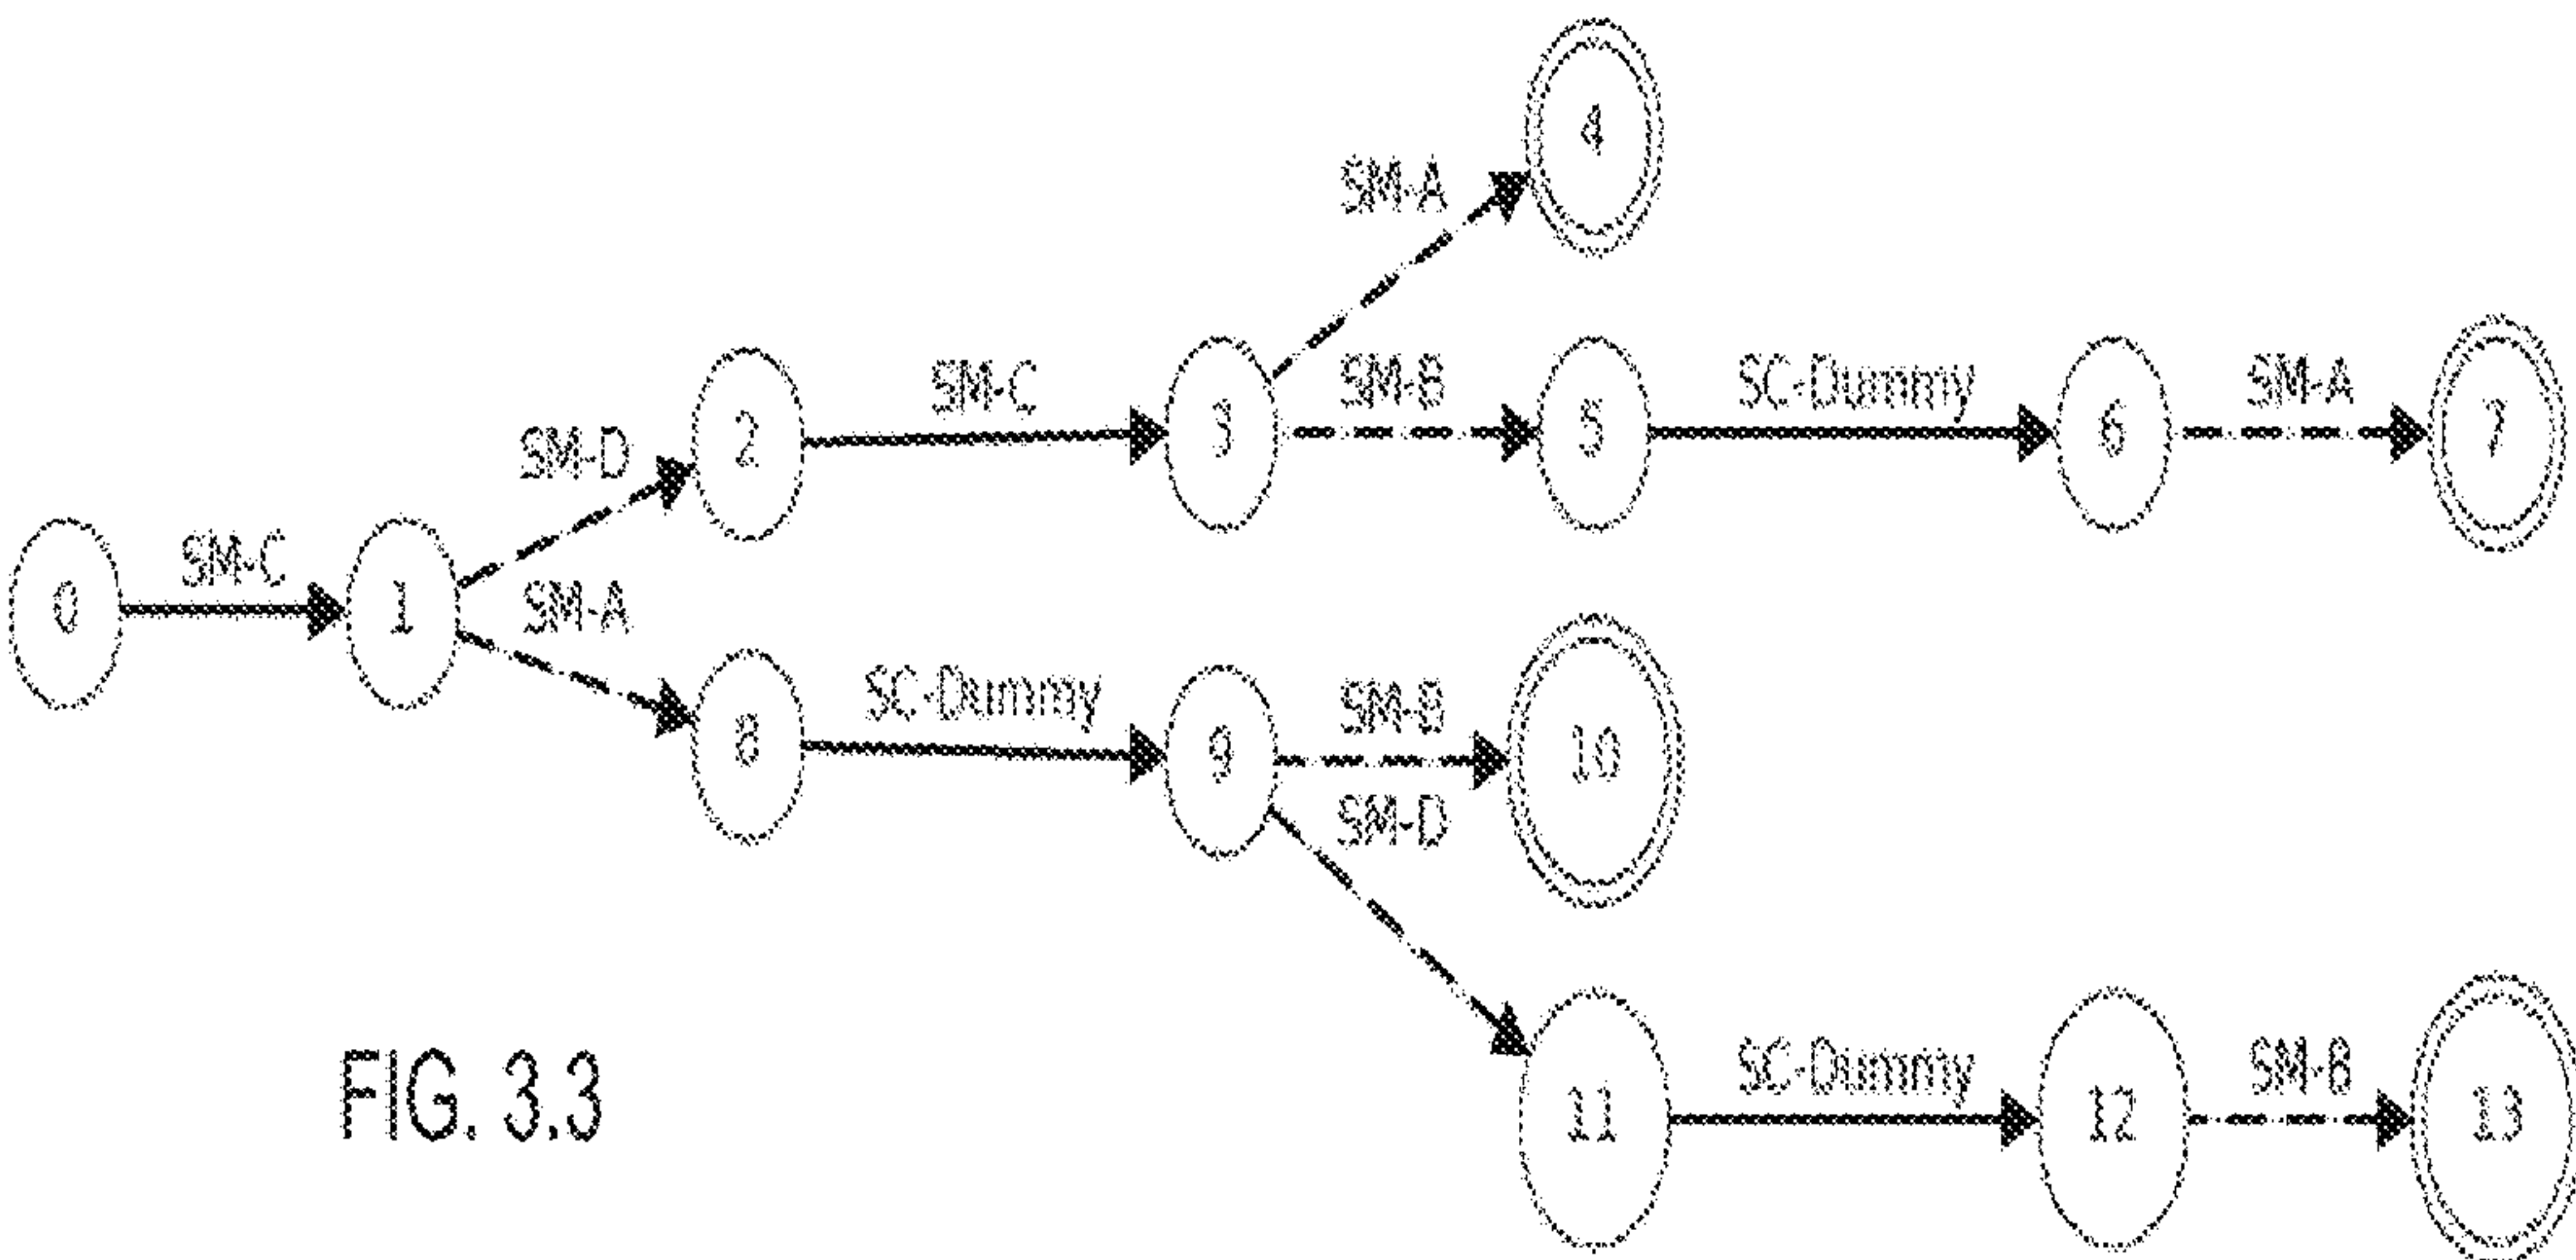 4
SM-A
SM-C
SM-B
SC-Dummy
SM-A
SM-D
2
3
5
6
7
SM-C
0
1
SM-A
SC-Dummy
SM-B
8
9
10
SM-D
FIG. 3.3
SC-Dummy
SM-B
11
12
13